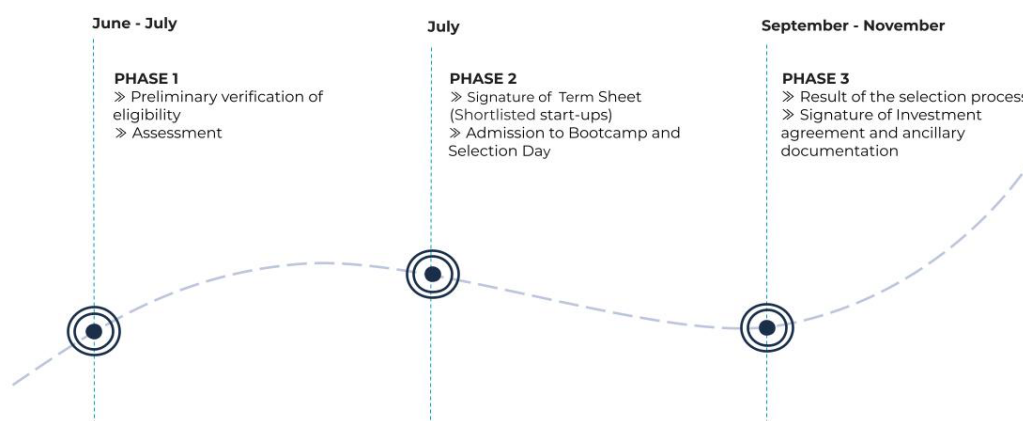 June - July
PHASE 1
≫ Preliminary verification of
eligibility
≫ Assessment
July
PHASE 2
≫ Signature of Term Sheet
(Shortlisted start-ups)
≫ Admission to Bootcamp and
Selection Day
September - November
PHASE 3
≫ Result of the selection process
≫ Signature of Investment
agreement and ancillary
documentation